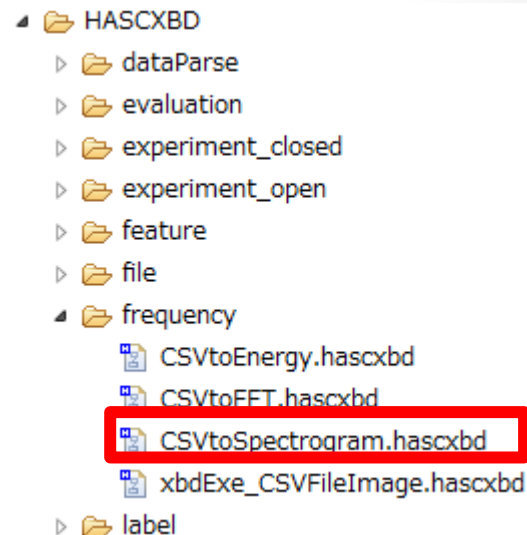 HASCXBD
dataParse
evaluation
experiment_closed
experiment_open
feature
file
frequency
CSVtoEnergy.hascxbd
CSVtoFFT.hascxbd
CSVtoSpectrogram.hascxbd
xbdExe_CSVFileImage.hascxbd
label